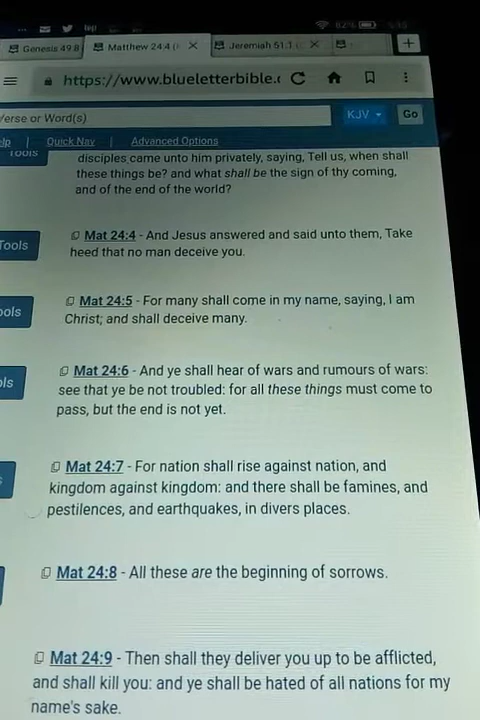 82%
Genesis 49:8
Matthew 24:4 (
Jeremiah 51:1 (
https://www.blueletterbible.
Verse or Word(s)
KJV
Go
elp | Quick Nav | Advanced Options
Tools
disciples came unto him privately, saying, Tell us, when shall
these things be? and what shall be the sign of thy coming,
and of the end of the world?
Tools
Mat 24:4 - And Jesus answered and said unto them, Take
heed that no man deceive you.
ools
Mat 24:5 - For many shall come in my name, saying, I am
Christ; and shall deceive many.
ols
Mat 24:6 - And ye shall hear of wars and rumours of wars:
see that ye be not troubled: for all these things must come to
pass, but the end is not yet.
s
Mat 24:7 - For nation shall rise against nation, and
kingdom against kingdom: and there shall be famines, and
pestilences, and earthquakes, in divers places.
Mat 24:8 - All these are the beginning of sorrows.
Mat 24:9 - Then shall they deliver you up to be afflicted,
and shall kill you: and ye shall be hated of all nations for my
name's sake.